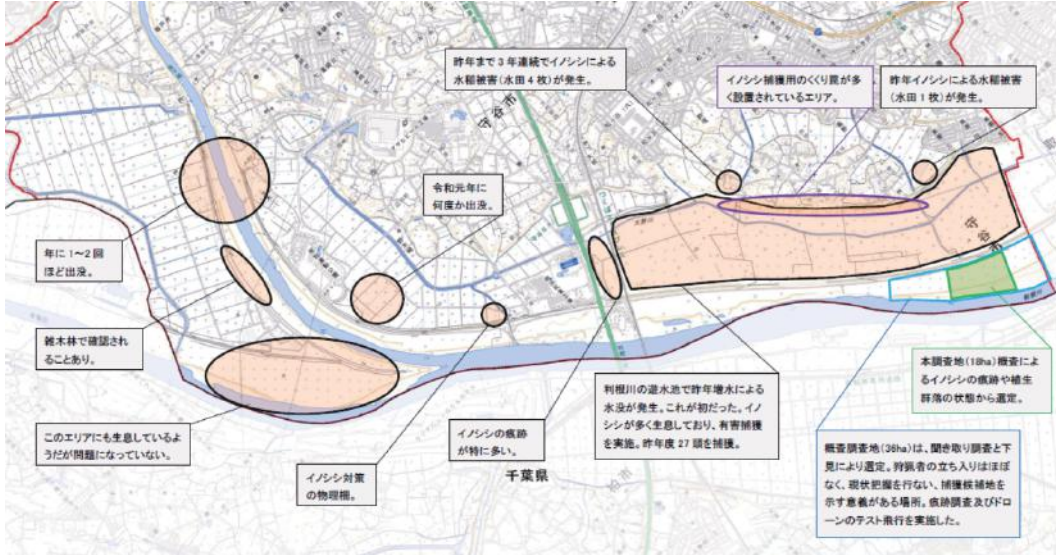 昨年まで3年連続でイノシシによる
水稲被害(水田4枚)が発生。
イノシシ捕獲用のくくり罠が多
く設置されているエリア。
昨年イノシシによる水稲被害
(水田1枚)が発生。
守谷市
令和元年に
何度か出没。
守谷市
年に1~2回
ほど出没。
雑木林で確認され
ることあり。
このエリアにも生息しているよ
うだが問題になっていない。
イノシシ対策
の物理柵。
イノシシの痕跡
が特に多い。
千葉県
柏市
利根川の遊水池で昨年増水による
水没が発生。これが初だった。イノ
シシが多く生息しており、有害捕獲
を実施。昨年度27頭を捕獲。
本調査地(18ha)概査によ
るイノシシの痕跡や植生
群落の状態から選定。
概査調査地(36ha)は、聞き取り調査と下
見により選定。狩猟者の立ち入りはほぼ
なく、現状把握を行ない、捕獲候補地を
示す意義がある場所。痕跡調査及びドロ
ーンのテスト飛行を実施した。